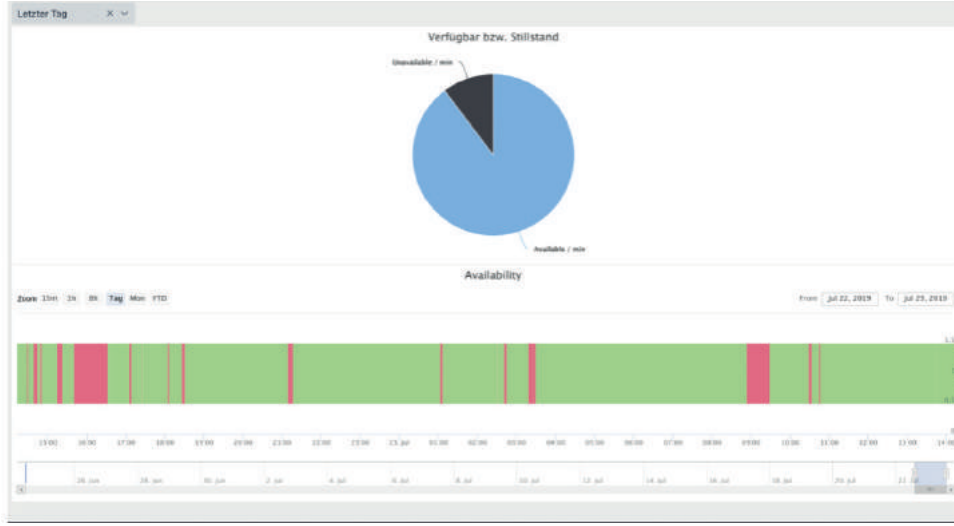 Letzter Tag
Verfügbar bzw. Stillstand
Unavailable / min
Available / min
Availability
Zoom 15m 1h 8h Tag Mon YTD
From Jul 22, 2019 To Jul 23, 2019
15:00 16:00 17:00 18:00 19:00 20:00 21:00 22:00 23:00 23. Jul 01:00 02:00 03:00 04:00 05:00 06:00 07:00 08:00 09:00 10:00 11:00 12:00 13:00 14:00
26. Jun 28. Jun 30. Jun 2. Jul 4. Jul 6. Jul 8. Jul 10. Jul 12. Jul 14. Jul 16. Jul 18. Jul 20. Jul